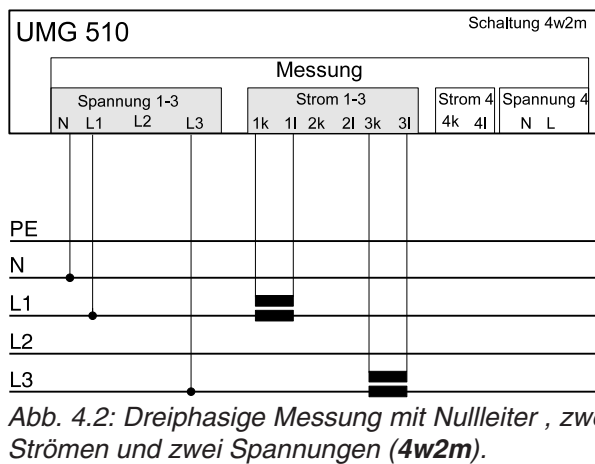 UMG 510
Schaltung 4w2m
Messung
Spannung 1-3
Strom 1-3
Strom 4
Spannung 4
N L1 L2 L3
1k 1l 2k 2l 3k 3l
4k 4l
N L
PE
N
L1
L2
L3
Abb. 4.2: Dreiphasige Messung mit Nullleiter , zwe
Strömen und zwei Spannungen (4w2m).